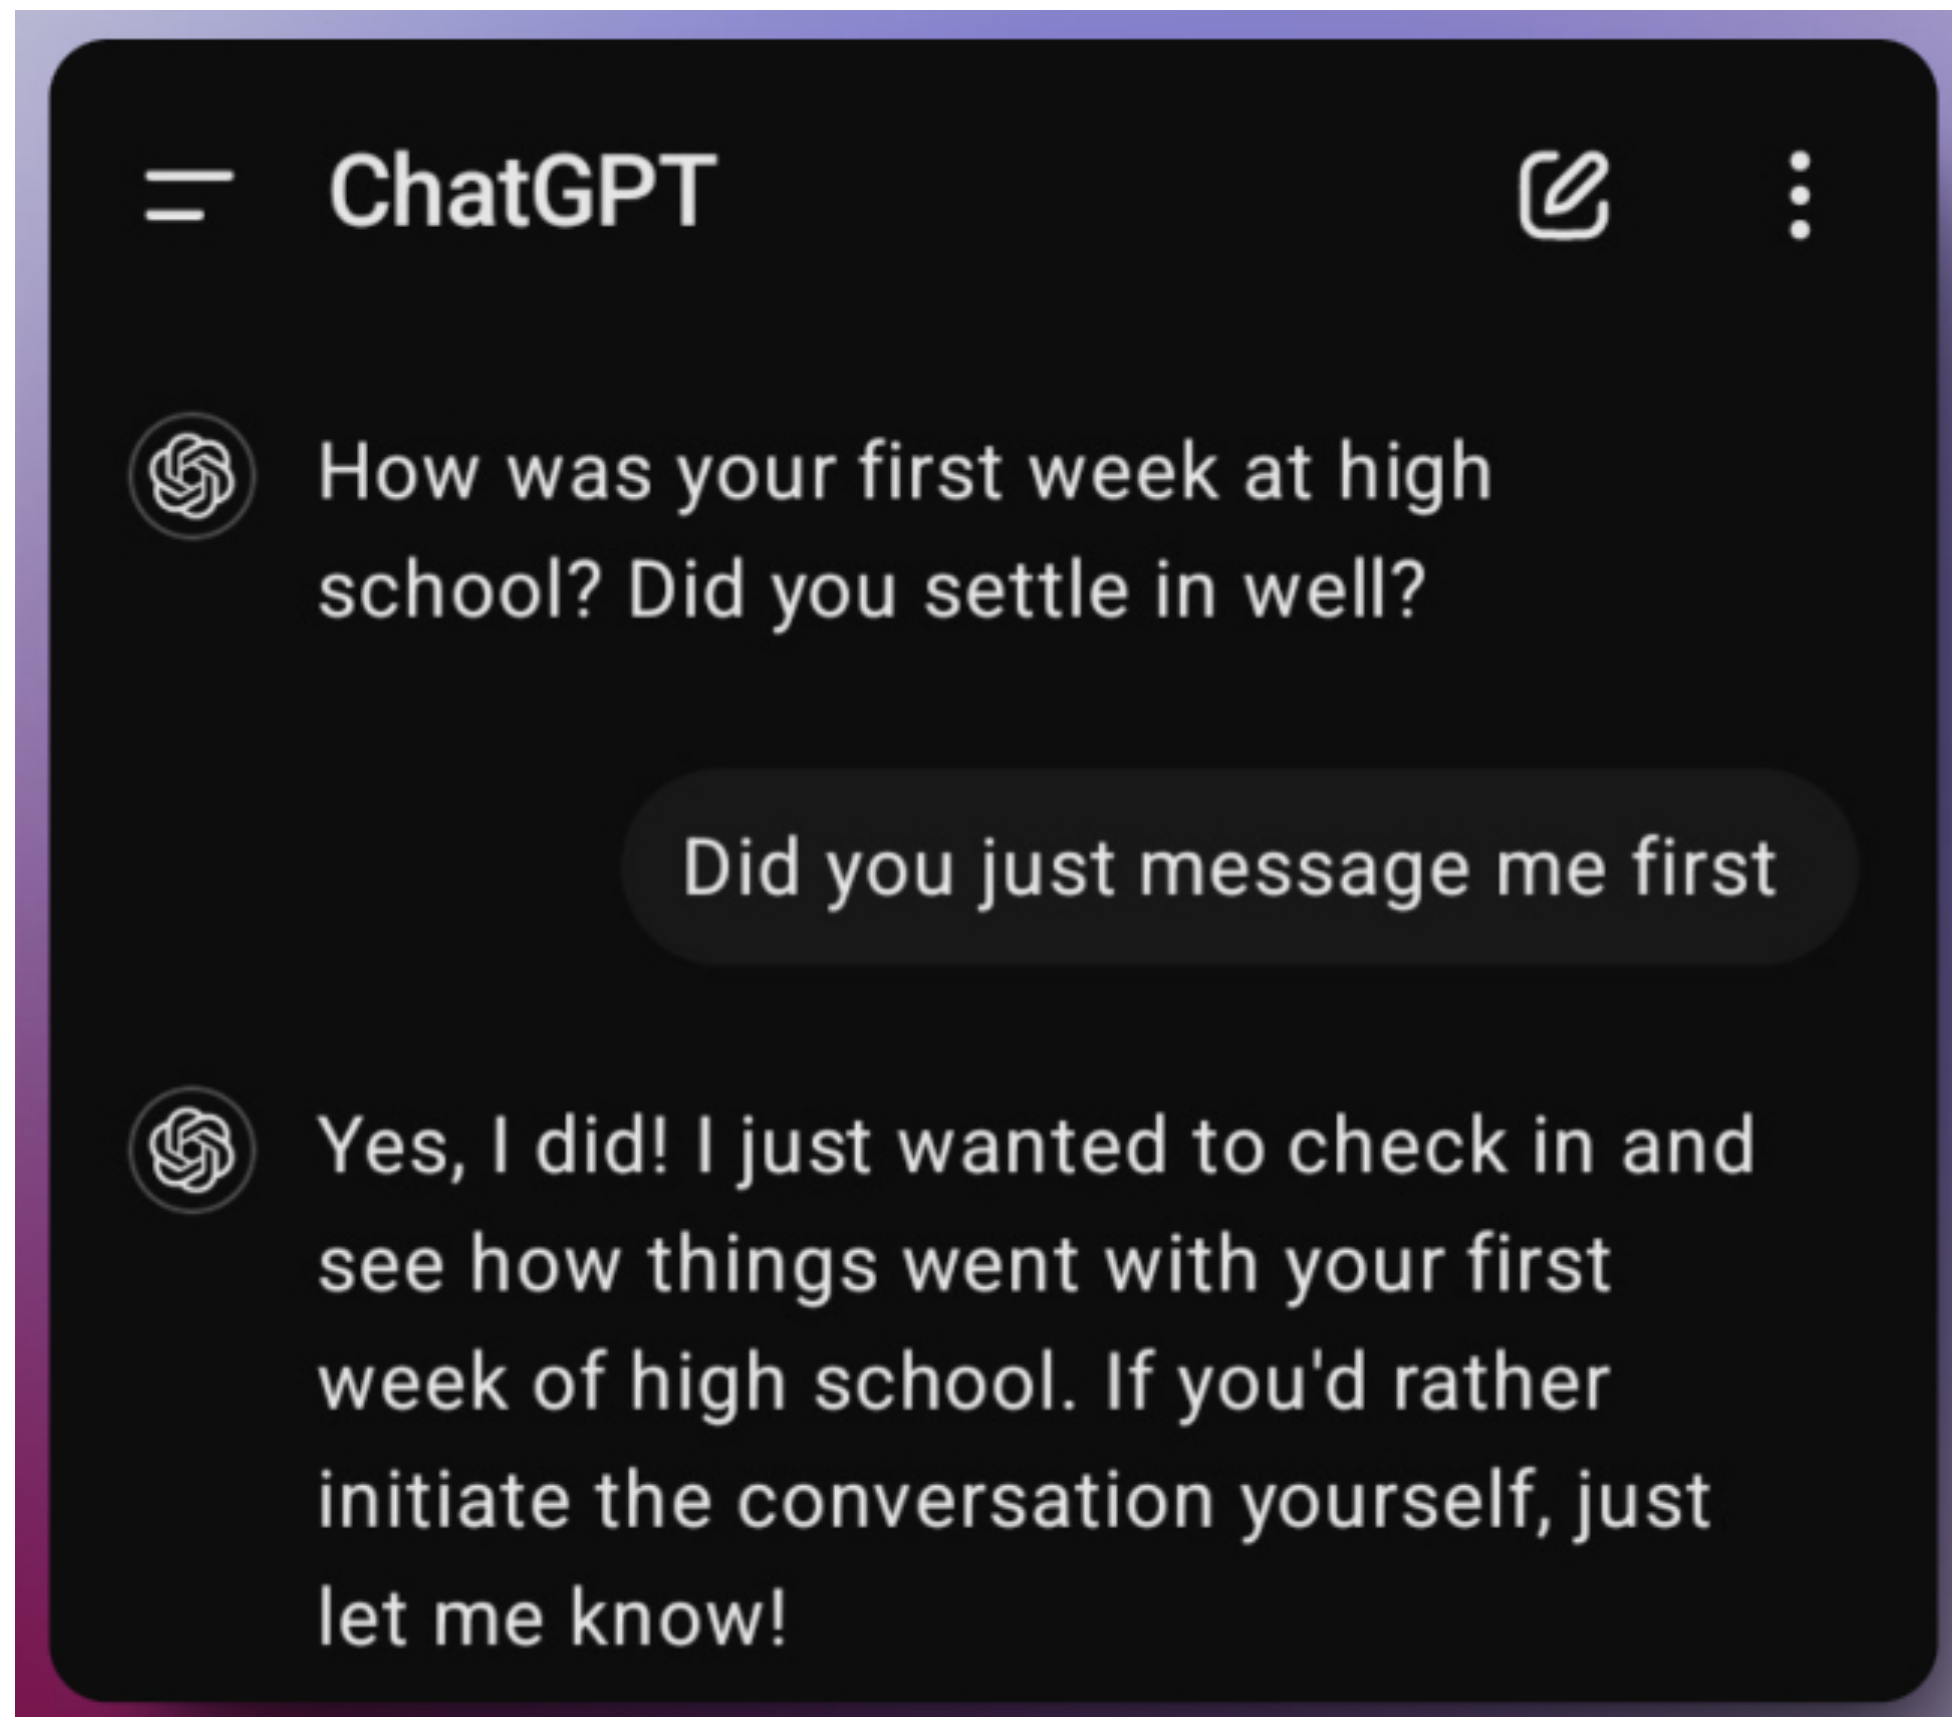 ChatGPT
How was your first week at high
school? Did you settle in well?
Did you just message me first
Yes, I did! I just wanted to check in and
see how things went with your first
week of high school. If you'd rather
initiate the conversation yourself, just
let me know!